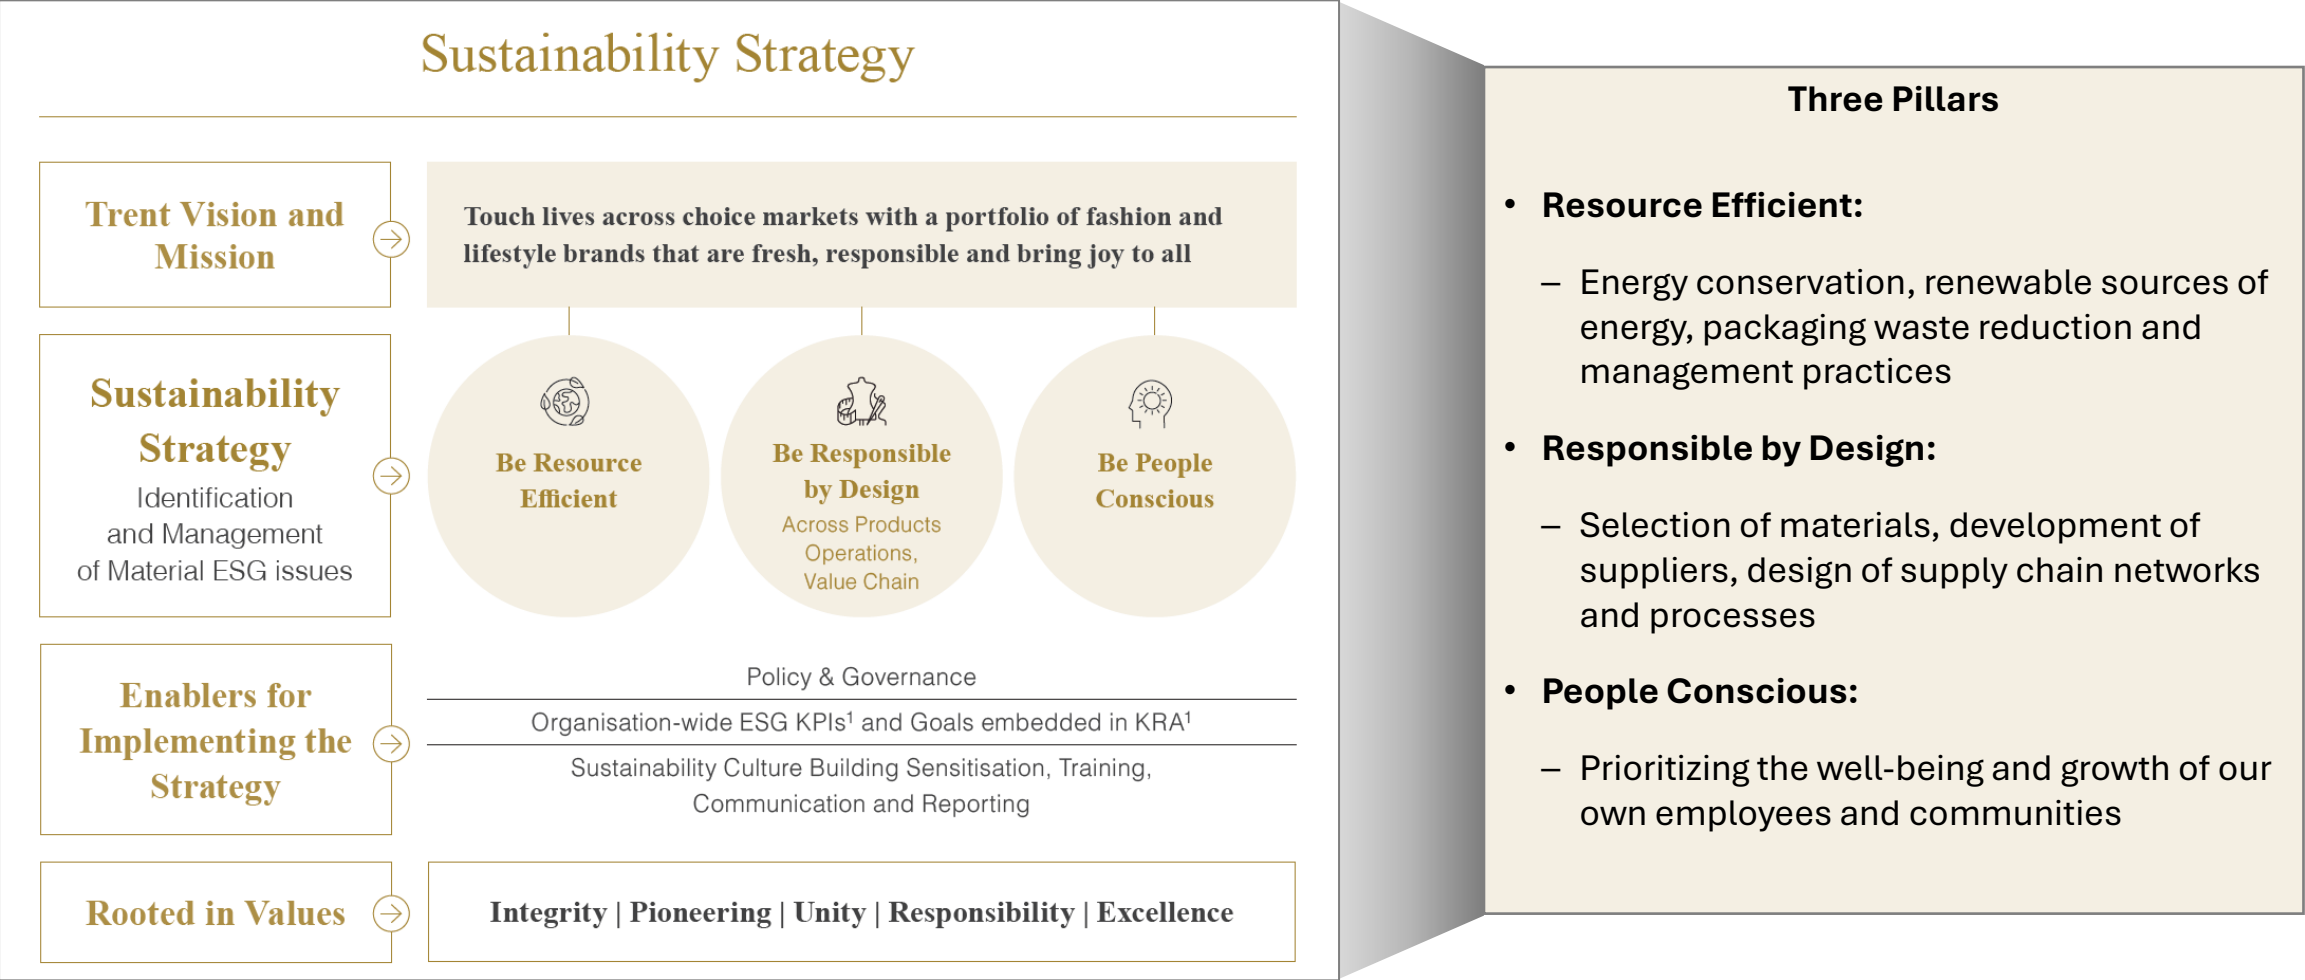 Sustainability Strategy
Trent Vision and
Mission
Touch lives across choice markets with a portfolio of fashion and
lifestyle brands that are fresh, responsible and bring joy to all
Sustainability
Strategy
Identification
and Management
of Material ESG issues
Be Resource
Efficient
Be Responsible
by Design
Across Products
Operations,
Value Chain
Be People
Conscious
Enablers for
Implementing the
Strategy
Policy & Governance
Organisation-wide ESG KPIs¹ and Goals embedded in KRA¹
Sustainability Culture Building Sensitisation, Training,
Communication and Reporting
Rooted in Values
Integrity | Pioneering | Unity | Responsibility | Excellence
Three Pillars
• Resource Efficient:
– Energy conservation, renewable sources of
energy, packaging waste reduction and
management practices
• Responsible by Design:
– Selection of materials, development of
suppliers, design of supply chain networks
and processes
• People Conscious:
– Prioritizing the well-being and growth of our
own employees and communities